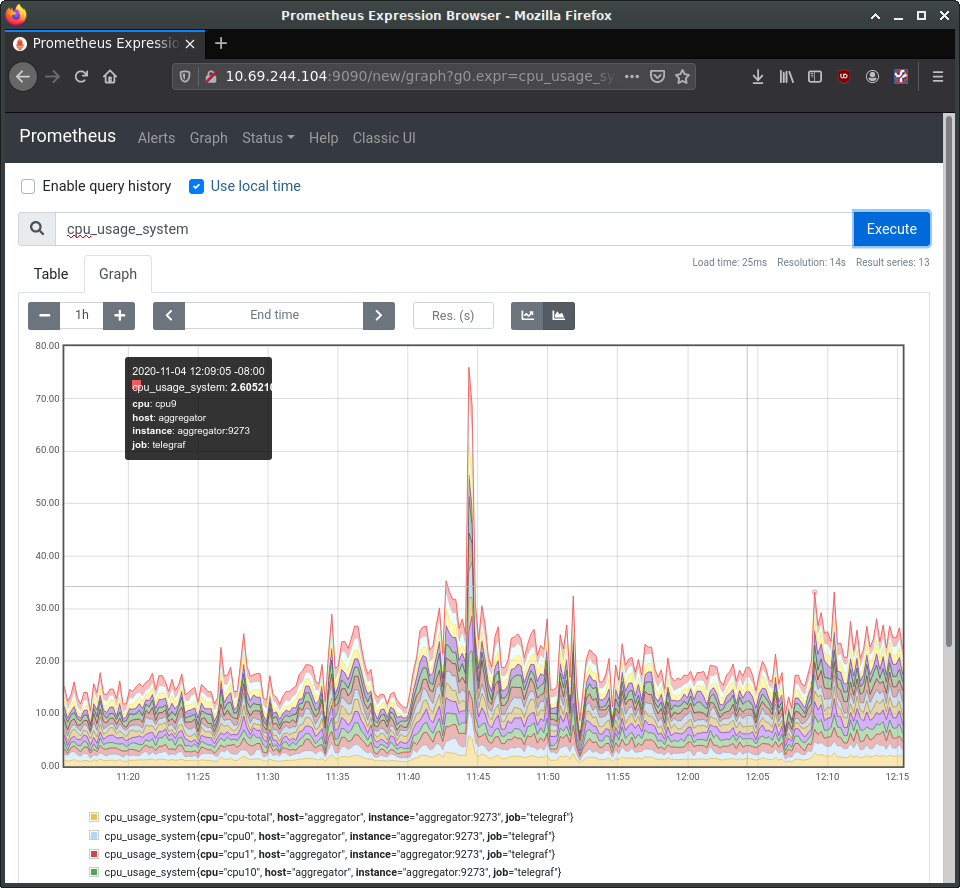 Prometheus Expression Browser - Mozilla Firefox
Prometheus Expressio
10.69.244.104:9090/new/graph?g0.expr=cpu_usage_sy
Prometheus Alerts Graph Status Help Classic UI
Enable query history Use local time
cpu_usage_system Execute
Load time: 25ms Resolution: 14s Result series: 13
Table Graph
1h End time Res. (s)
80.00
2020-11-04 12:09:05 -08:00
cpu_usage_system: 2.605210
cpu: cpu9
host: aggregator
instance: aggregator:9273
job: telegraf
70.00
60.00
50.00
40.00
30.00
20.00
10.00
0.00
11:20 11:25 11:30 11:35 11:40 11:45 11:50 11:55 12:00 12:05 12:10 12:15
cpu_usage_system{cpu="cpu-total", host="aggregator", instance="aggregator:9273", job="telegraf"}
cpu_usage_system{cpu="cpu0", host="aggregator", instance="aggregator:9273", job="telegraf"}
cpu_usage_system{cpu="cpu1", host="aggregator", instance="aggregator:9273", job="telegraf"}
cpu_usage_system{cpu="cpu10", host="aggregator", instance="aggregator:9273", job="telegraf"}